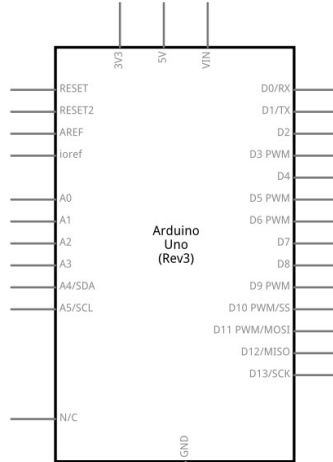 3V3
5V
VIN
RESET
RESET2
AREF
ioref
A0
A1
A2
A3
A4/SDA
A5/SCL
N/C
Arduino
Uno
(Rev3)
D0/RX
D1/TX
D2
D3 PWM
D4
D5 PWM
D6 PWM
D7
D8
D9 PWM
D10 PWM/SS
D11 PWM/MOSI
D12/MISO
D13/SCK
GND